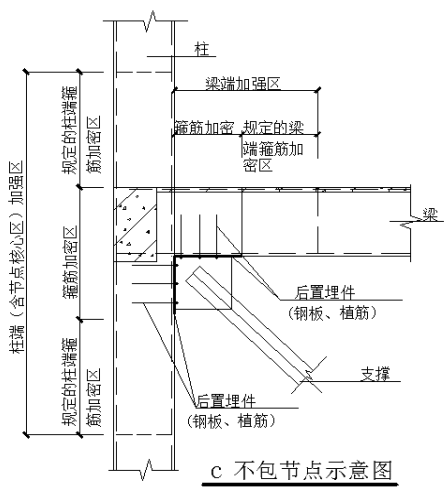 柱
梁端加强区
箍筋加密
规定的梁
端箍筋加
密区
柱端（含节点核心区）加强区
规定的柱端箍
筋加密区
箍筋加密区
规定的柱端箍
筋加密区
梁
后置埋件
(钢板、植筋)
支撑
后置埋件
(钢板、植筋)
c 不包节点示意图